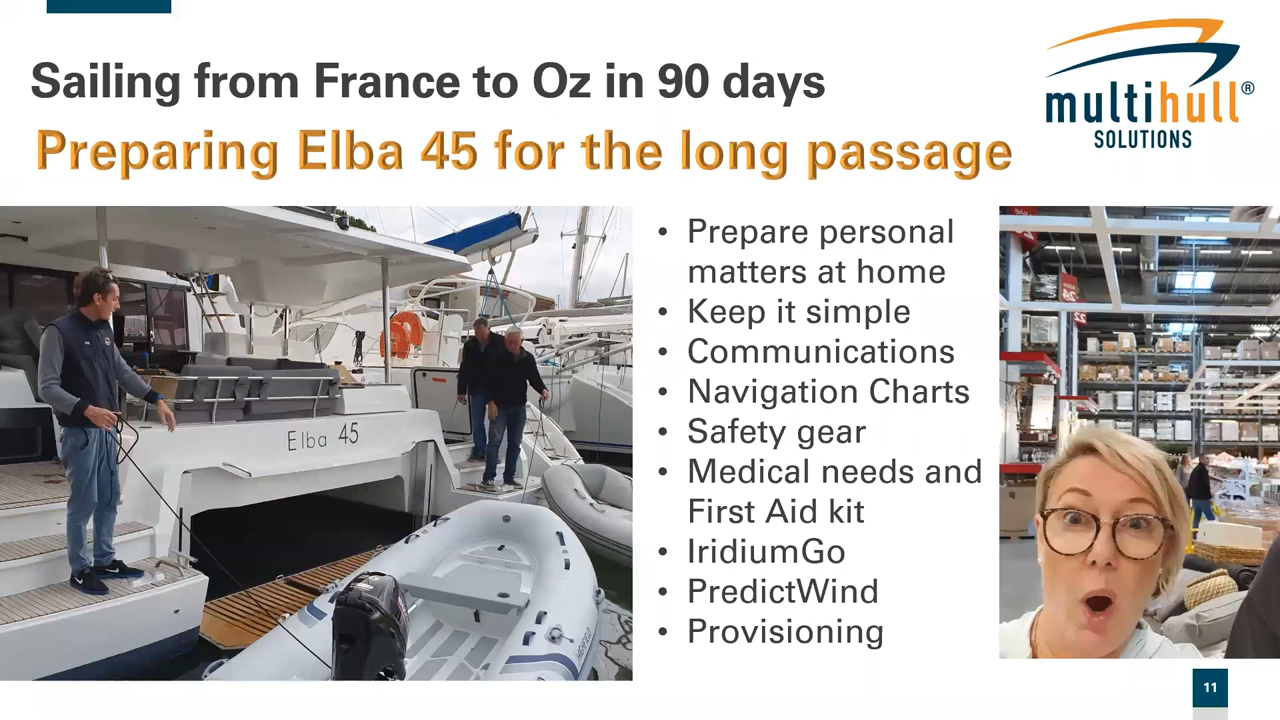 Sailing from France to Oz in 90 days
Preparing Elba 45 for the long passage
multihull®
SOLUTIONS
Elba 45
• Prepare personal
matters at home
• Keep it simple
• Communications
• Navigation Charts
• Safety gear
• Medical needs and
First Aid kit
• IridiumGo
• PredictWind
• Provisioning
11